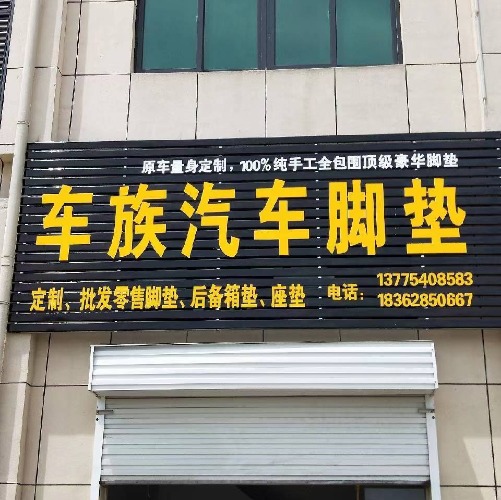 原车量身定制，100%纯手工全包围顶级豪华脚垫
车族汽车脚垫
定制、批发零售脚垫、后备箱垫、座垫
电话：
13775408583
18362850667